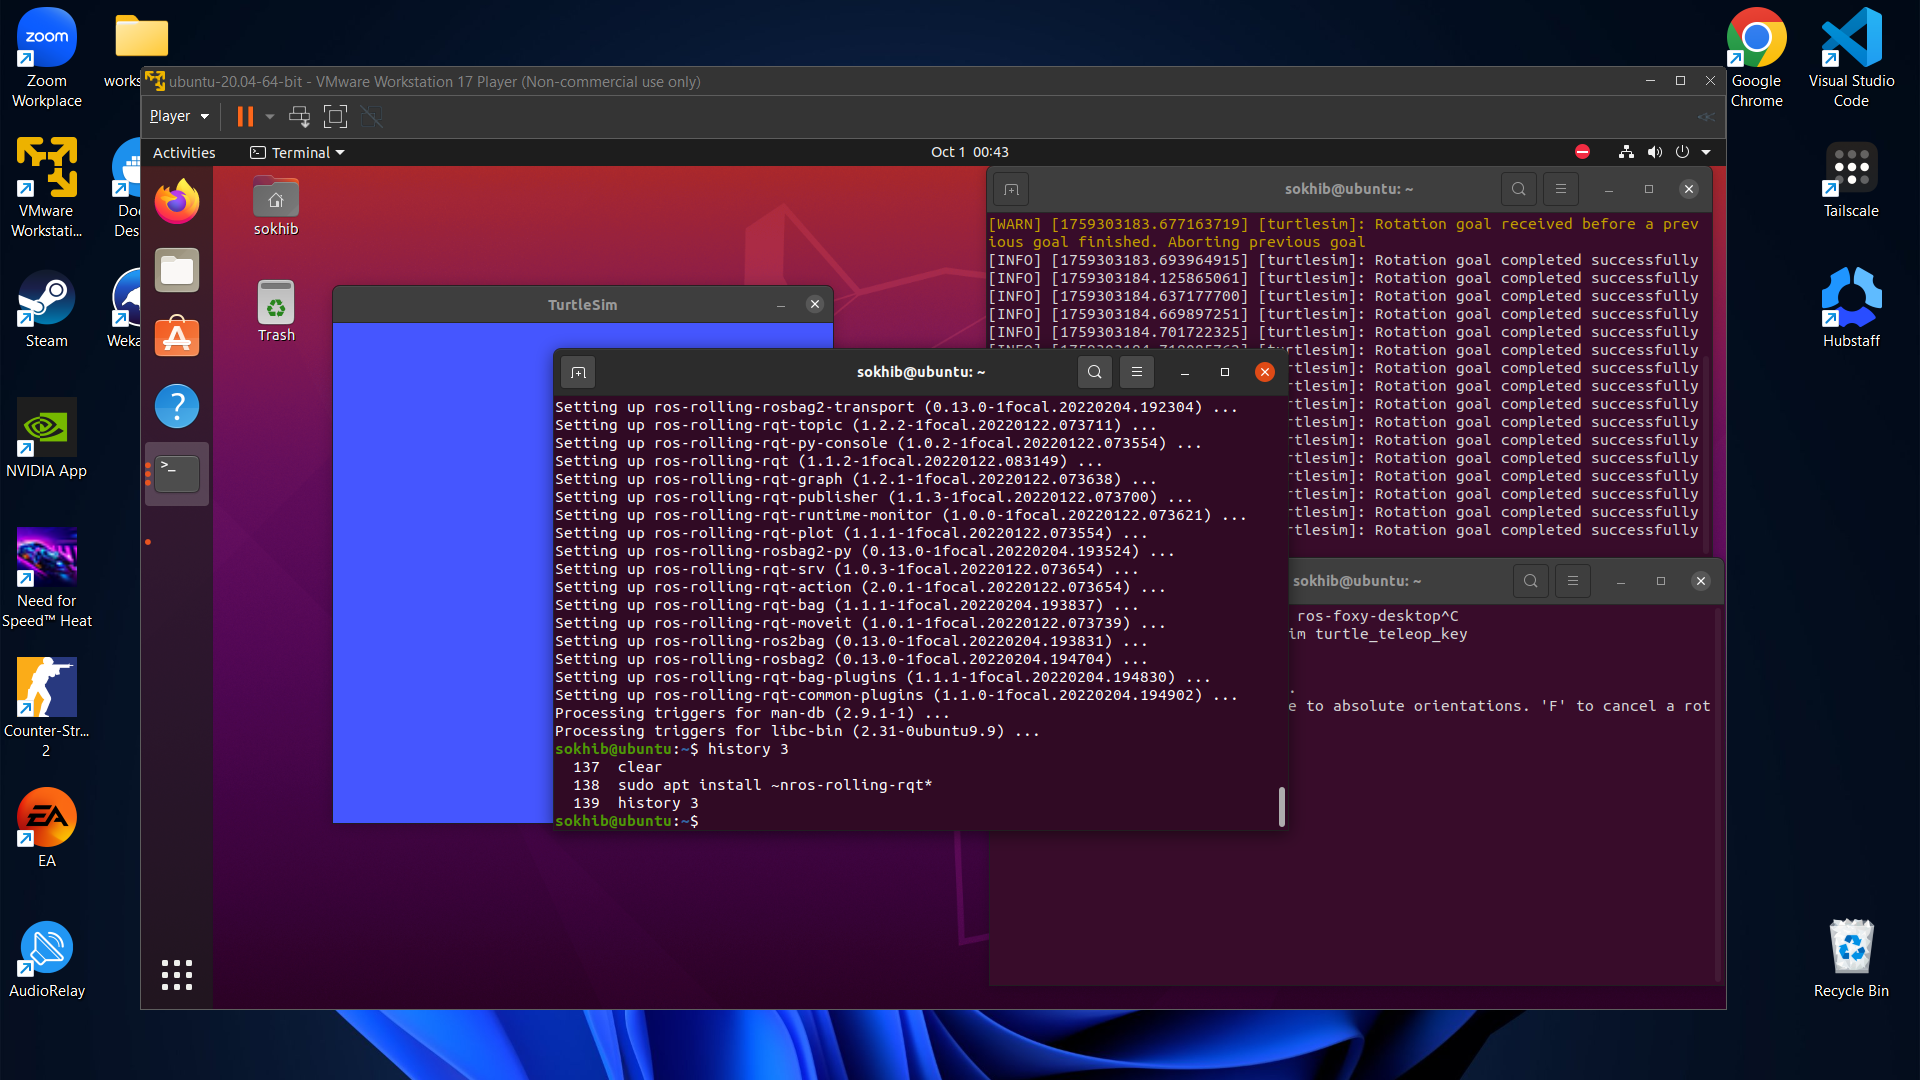 Zoom
Workplace
works
VMware
Workstati...
Doc
Des
Steam
Weka
NVIDIA App
Need for
Speed™ Heat
Counter-Str...
2
EA
AudioRelay
Google
Chrome
Visual Studio
Code
Tailscale
Hubstaff
Recycle Bin
ubuntu-20.04-64-bit - VMware Workstation 17 Player (Non-commercial use only)
Player
Activities
Terminal
Oct 1 00:43
sokhib
Trash
TurtleSim
sokhib@ubuntu: ~
[WARN] [1759303183.677163719] [turtlesim]: Rotation goal received before a prev
ious goal finished. Aborting previous goal
[INFO] [1759303183.693964915] [turtlesim]: Rotation goal completed successfully
[INFO] [1759303184.125865061] [turtlesim]: Rotation goal completed successfully
[INFO] [1759303184.637177700] [turtlesim]: Rotation goal completed successfully
[INFO] [1759303184.669897251] [turtlesim]: Rotation goal completed successfully
[INFO] [1759303184.701722325] [turtlesim]: Rotation goal completed successfully
[turtlesim]: Rotation goal completed successfully
rtlesim]: Rotation goal completed successfully
rtlesim]: Rotation goal completed successfully
rtlesim]: Rotation goal completed successfully
rtlesim]: Rotation goal completed successfully
rtlesim]: Rotation goal completed successfully
rtlesim]: Rotation goal completed successfully
rtlesim]: Rotation goal completed successfully
rtlesim]: Rotation goal completed successfully
rtlesim]: Rotation goal completed successfully
rtlesim]: Rotation goal completed successfully
sokhib@ubuntu: ~
Setting up ros-rolling-rosbag2-transport (0.13.0-1focal.20220204.192304) ...
Setting up ros-rolling-rqt-topic (1.2.2-1focal.20220122.073711) ...
Setting up ros-rolling-rqt-py-console (1.0.2-1focal.20220122.073554) ...
Setting up ros-rolling-rqt (1.1.2-1focal.20220122.083149) ...
Setting up ros-rolling-rqt-graph (1.2.1-1focal.20220122.073638) ...
Setting up ros-rolling-rqt-publisher (1.1.3-1focal.20220122.073700) ...
Setting up ros-rolling-rqt-runtime-monitor (1.0.0-1focal.20220122.073621) ...
Setting up ros-rolling-rqt-plot (1.1.1-1focal.20220122.073554) ...
Setting up ros-rolling-rosbag2-py (0.13.0-1focal.20220204.193524) ...
Setting up ros-rolling-rqt-srv (1.0.3-1focal.20220122.073654) ...
Setting up ros-rolling-rqt-action (2.0.1-1focal.20220122.073654) ...
Setting up ros-rolling-rqt-bag (1.1.1-1focal.20220204.193837) ...
Setting up ros-rolling-rqt-moveit (1.0.1-1focal.20220122.073739) ...
Setting up ros-rolling-ros2bag (0.13.0-1focal.20220204.193831) ...
Setting up ros-rolling-rosbag2 (0.13.0-1focal.20220204.194704) ...
Setting up ros-rolling-rqt-bag-plugins (1.1.1-1focal.20220204.194830) ...
Setting up ros-rolling-rqt-common-plugins (1.1.0-1focal.20220204.194902) ...
Processing triggers for man-db (2.9.1-1) ...
Processing triggers for libc-bin (2.31-0ubuntu9.9) ...
sokhib@ubuntu:~$ history 3
137 clear
138 sudo apt install ~nros-rolling-rqt*
139 history 3
sokhib@ubuntu:~$
sokhib@ubuntu: ~
ros-foxy-desktop^C
im turtle_teleop_key
.
e to absolute orientations. 'F' to cancel a rot